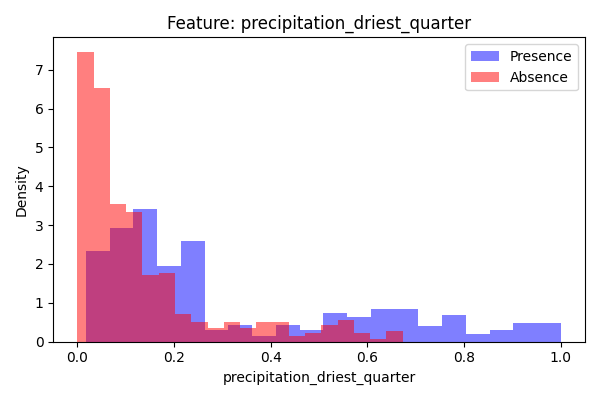 Feature: precipitation_driest_quarter
Presence
Absence
Density
7
6
5
4
3
2
1
0
0.0 0.2 0.4 0.6 0.8 1.0
precipitation_driest_quarter